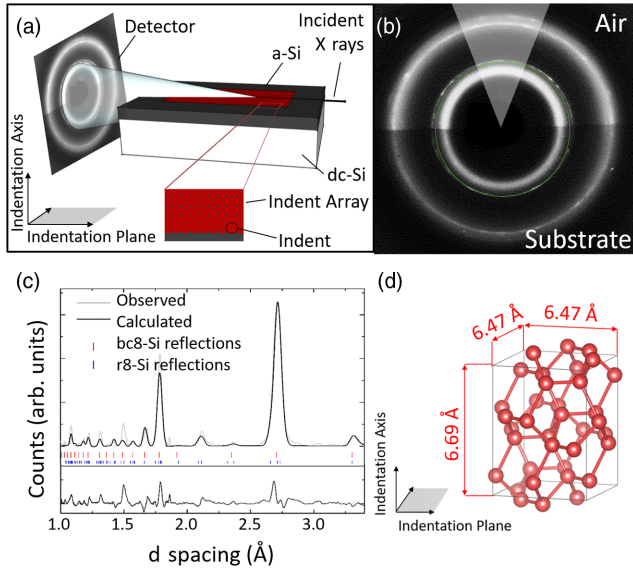 (a)
Detector
Incident
X rays
a-Si
Indentation Axis
dc-Si
Indent Array
Indent
Indentation Plane
(b)
Air
Substrate
(c)
Observed
Calculated
bc8-Si reflections
r8-Si reflections
Counts (arb. units)
1.0 1.5 2.0 2.5 3.0
d spacing (Å)
(d)
6.47 Å 6.47 Å
6.69 Å
Indentation Axis
Indentation Plane